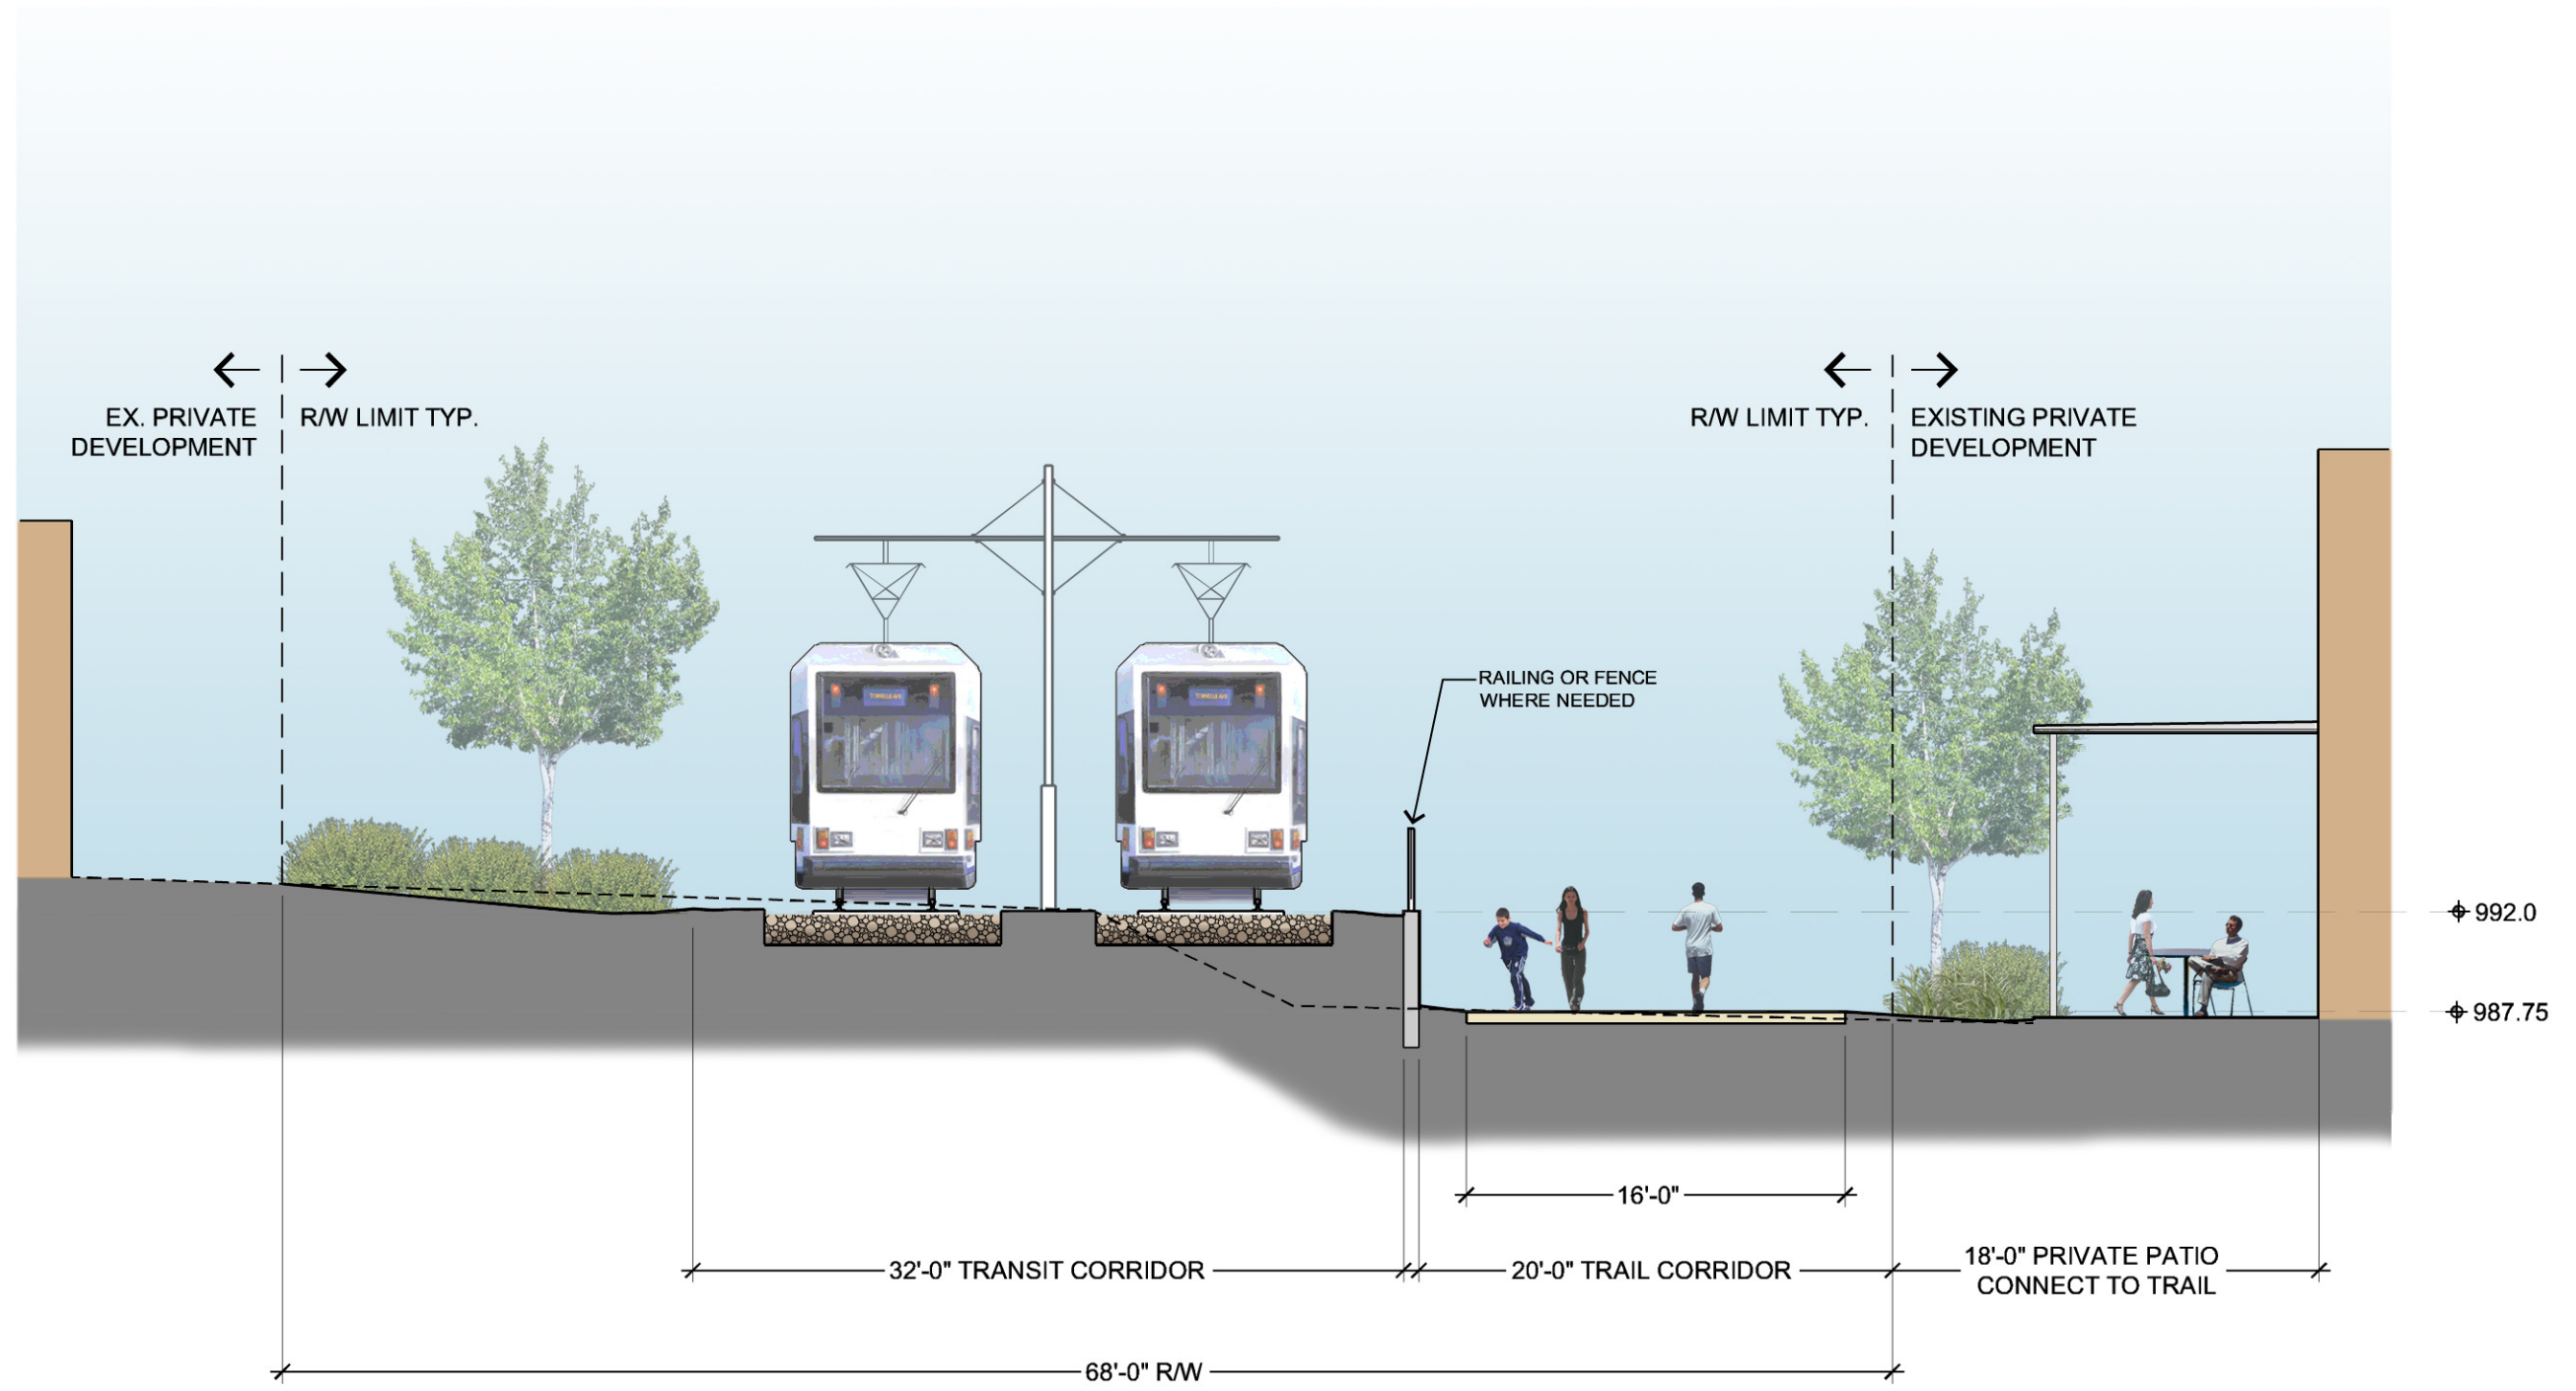 EX. PRIVATE
DEVELOPMENT
R/W LIMIT TYP.
R/W LIMIT TYP.
EXISTING PRIVATE
DEVELOPMENT
RAILING OR FENCE
WHERE NEEDED
992.0
987.75
16'-0"
32'-0" TRANSIT CORRIDOR
20'-0" TRAIL CORRIDOR
18'-0" PRIVATE PATIO
CONNECT TO TRAIL
68'-0" R/W